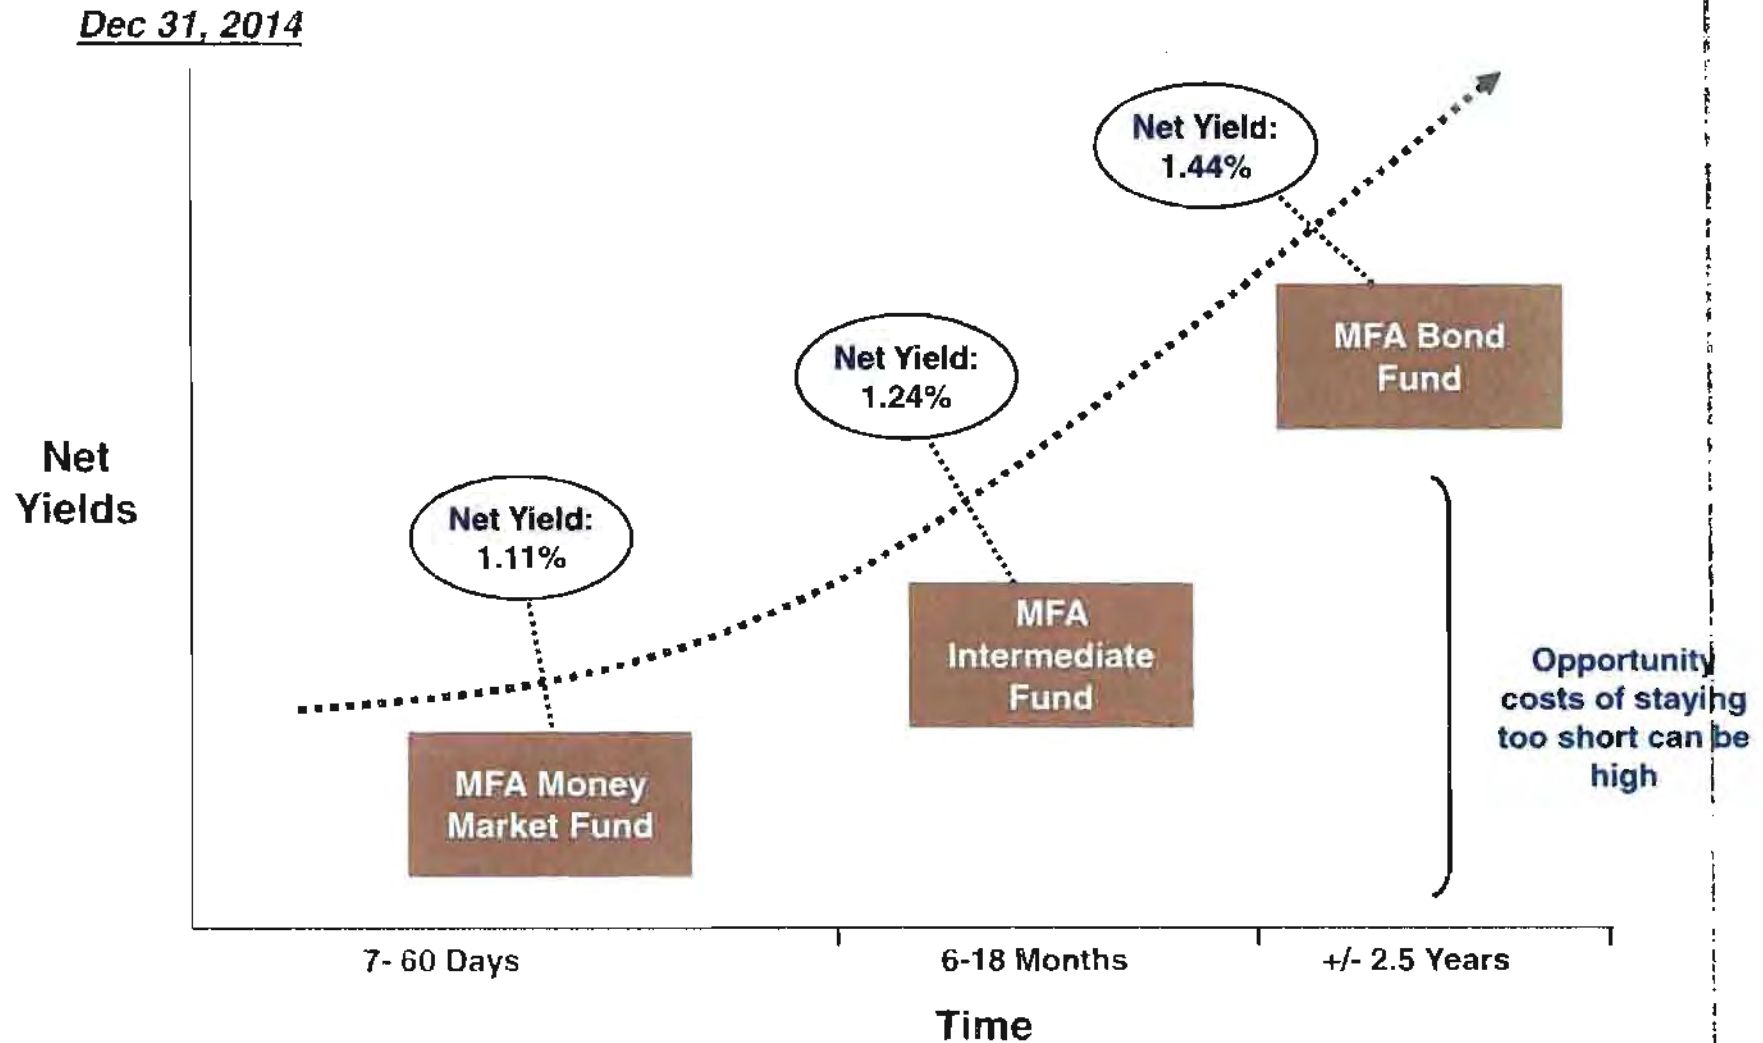 Dec 31, 2014
Net Yield:
1.44%
MFA Bond
Fund
Net Yield:
1.24%
Net
Yields
Net Yield:
1.11%
MFA
Intermediate
Fund
Opportunity
costs of staying
too short can be
high
MFA Money
Market Fund
7- 60 Days
6-18 Months
+/- 2.5 Years
Time